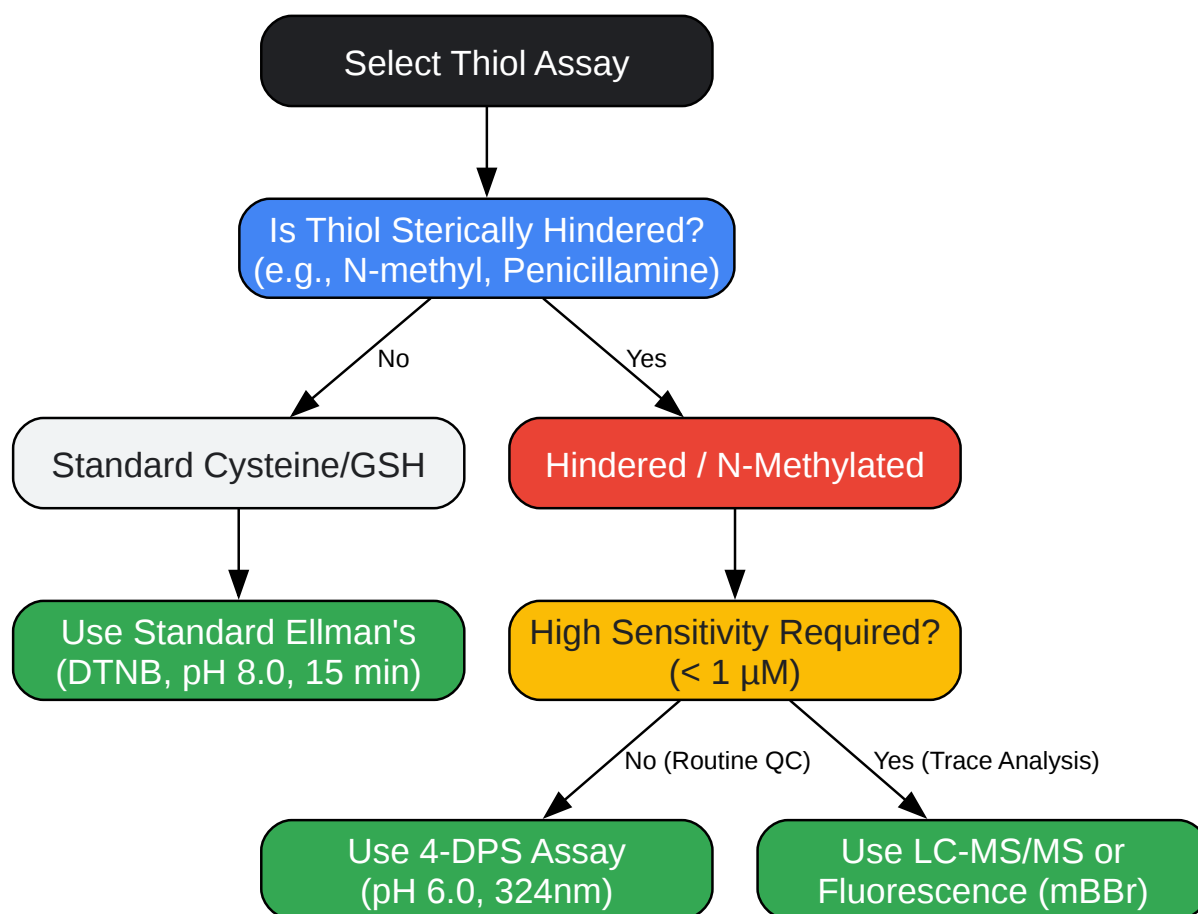 Select Thiol Assay
Is Thiol Sterically Hindered?
(e.g., N-methyl, Penicillamine)
No
Yes
Standard Cysteine/GSH
Hindered / N-Methylated
Use Standard Ellman's
(DTNB, pH 8.0, 15 min)
High Sensitivity Required?
(< 1 µM)
No (Routine QC)
Yes (Trace Analysis)
Use 4-DPS Assay
(pH 6.0, 324nm)
Use LC-MS/MS or
Fluorescence (mBBr)